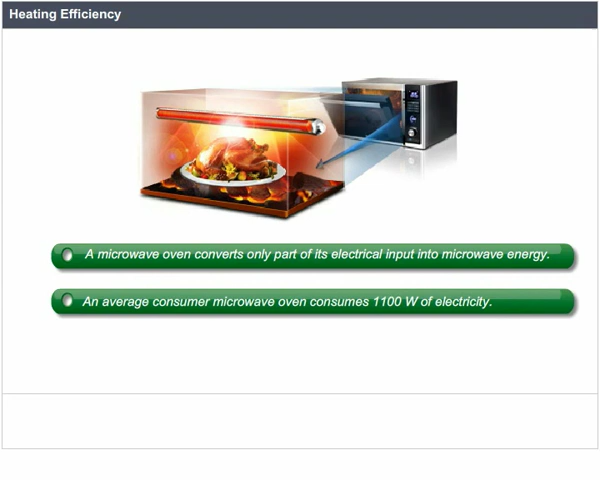 Heating Efficiency
A microwave oven converts only part of its electrical input into microwave energy.
An average consumer microwave oven consumes 1100 W of electricity.